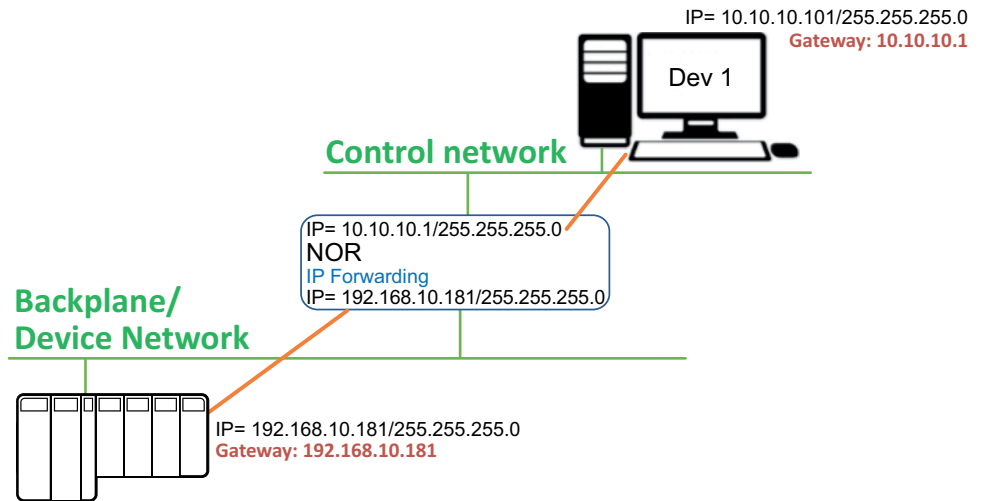 IP= 10.10.10.101/255.255.255.0
Gateway: 10.10.10.1
Dev 1
Control network
IP= 10.10.10.1/255.255.255.0
NOR
IP Forwarding
IP= 192.168.10.181/255.255.255.0
Backplane/
Device Network
IP= 192.168.10.181/255.255.255.0
Gateway: 192.168.10.181